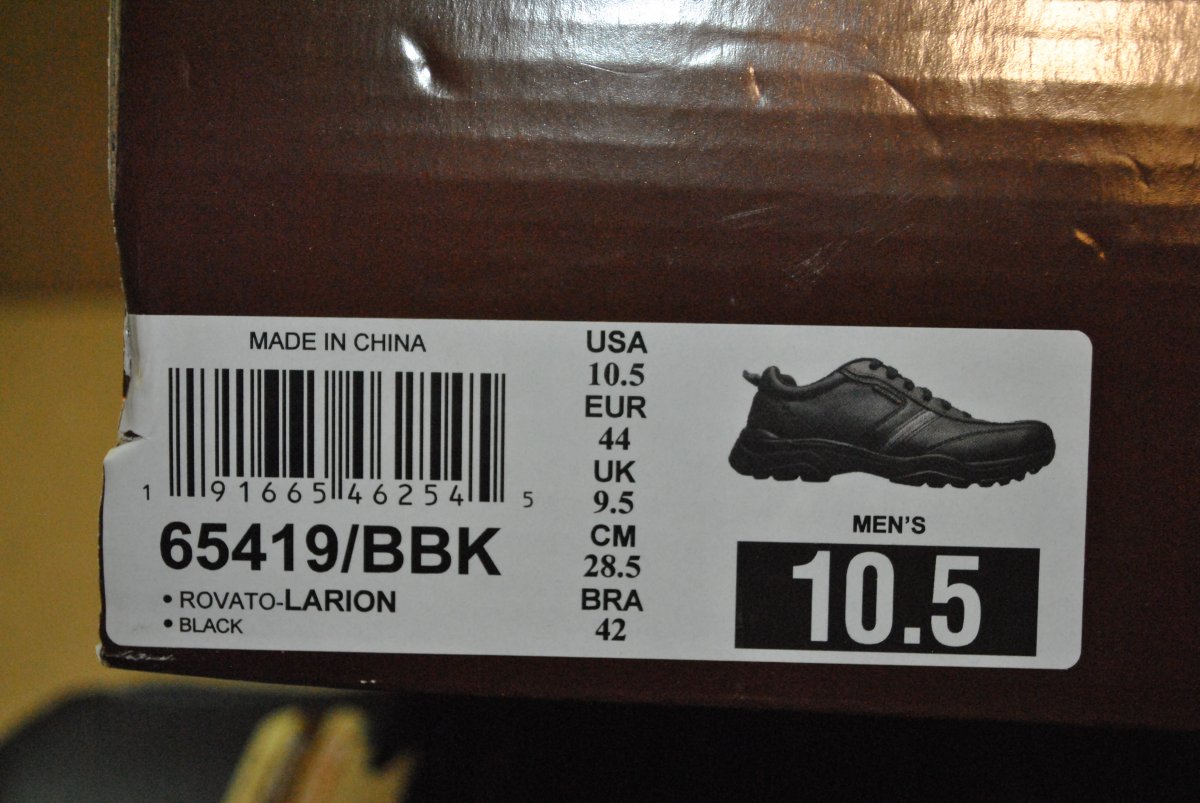 MADE IN CHINA
1 91665 46254 5
65419/BBK
• ROVATO-LARION
• BLACK
USA
10.5
EUR
44
UK
9.5
CM
28.5
BRA
42
MEN'S
10.5